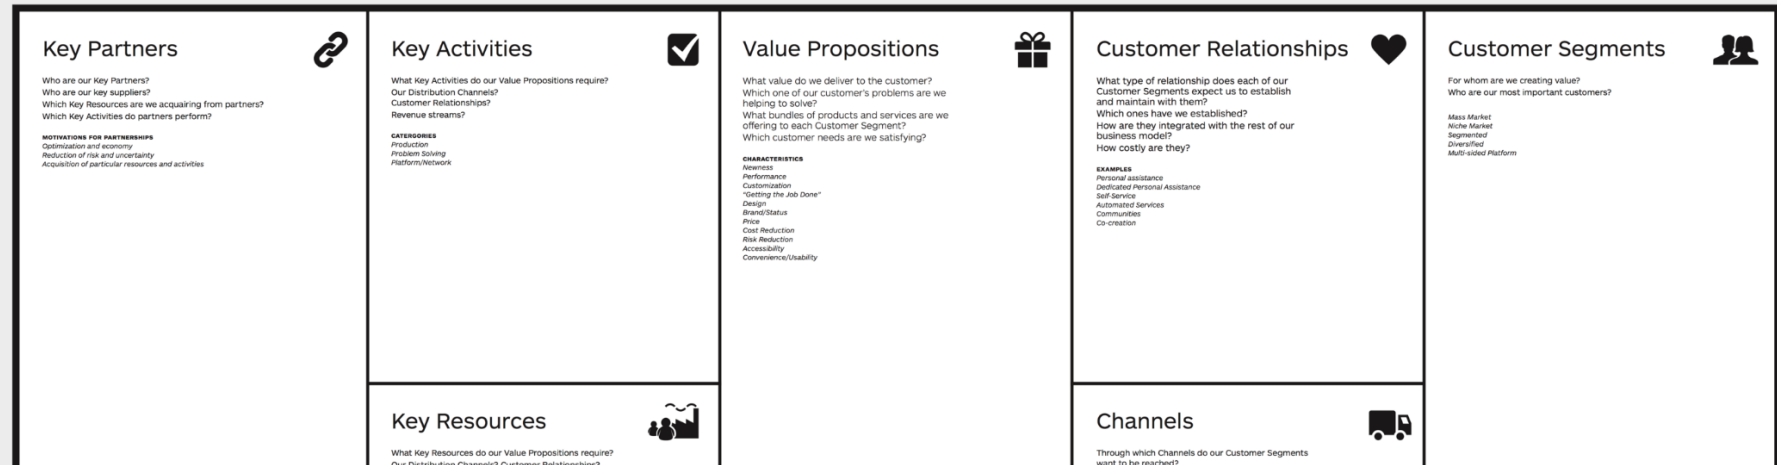 Key Partners
Who are our Key Partners?
Who are our key suppliers?
Which Key Resources are we acquairing from partners?
Which Key Activities do partners perform?
MOTIVATIONS FOR PARTNERSHIPS
Optimization and economy
Reduction of risk and uncertainty
Acquisition of particular resources and activities
Key Activities
What Key Activities do our Value Propositions require?
Our Distribution Channels?
Customer Relationships?
Revenue streams?
CATERGORIES
Production
Problem Solving
Platform/Network
Key Resources
What Key Resources do our Value Propositions require?
Our Distribution Channels? Customer Relationships?
Value Propositions
What value do we deliver to the customer?
Which one of our customer's problems are we
helping to solve?
What bundles of products and services are we
offering to each Customer Segment?
Which customer needs are we satisfying?
CHARACTERISTICS
Newness
Performance
Customization
"Getting the Job Done"
Design
Brand/Status
Price
Cost Reduction
Risk Reduction
Accessibility
Convenience/Usability
Customer Relationships
What type of relationship does each of our
Customer Segments expect us to establish
and maintain with them?
Which ones have we established?
How are they integrated with the rest of our
business model?
How costly are they?
EXAMPLES
Personal assistance
Dedicated Personal Assistance
Self-Service
Automated Services
Communities
Co-creation
Channels
Through which Channels do our Customer Segments
want to be reached?
Customer Segments
For whom are we creating value?
Who are our most important customers?
Mass Market
Niche Market
Segmented
Diversified
Multi-sided Platform